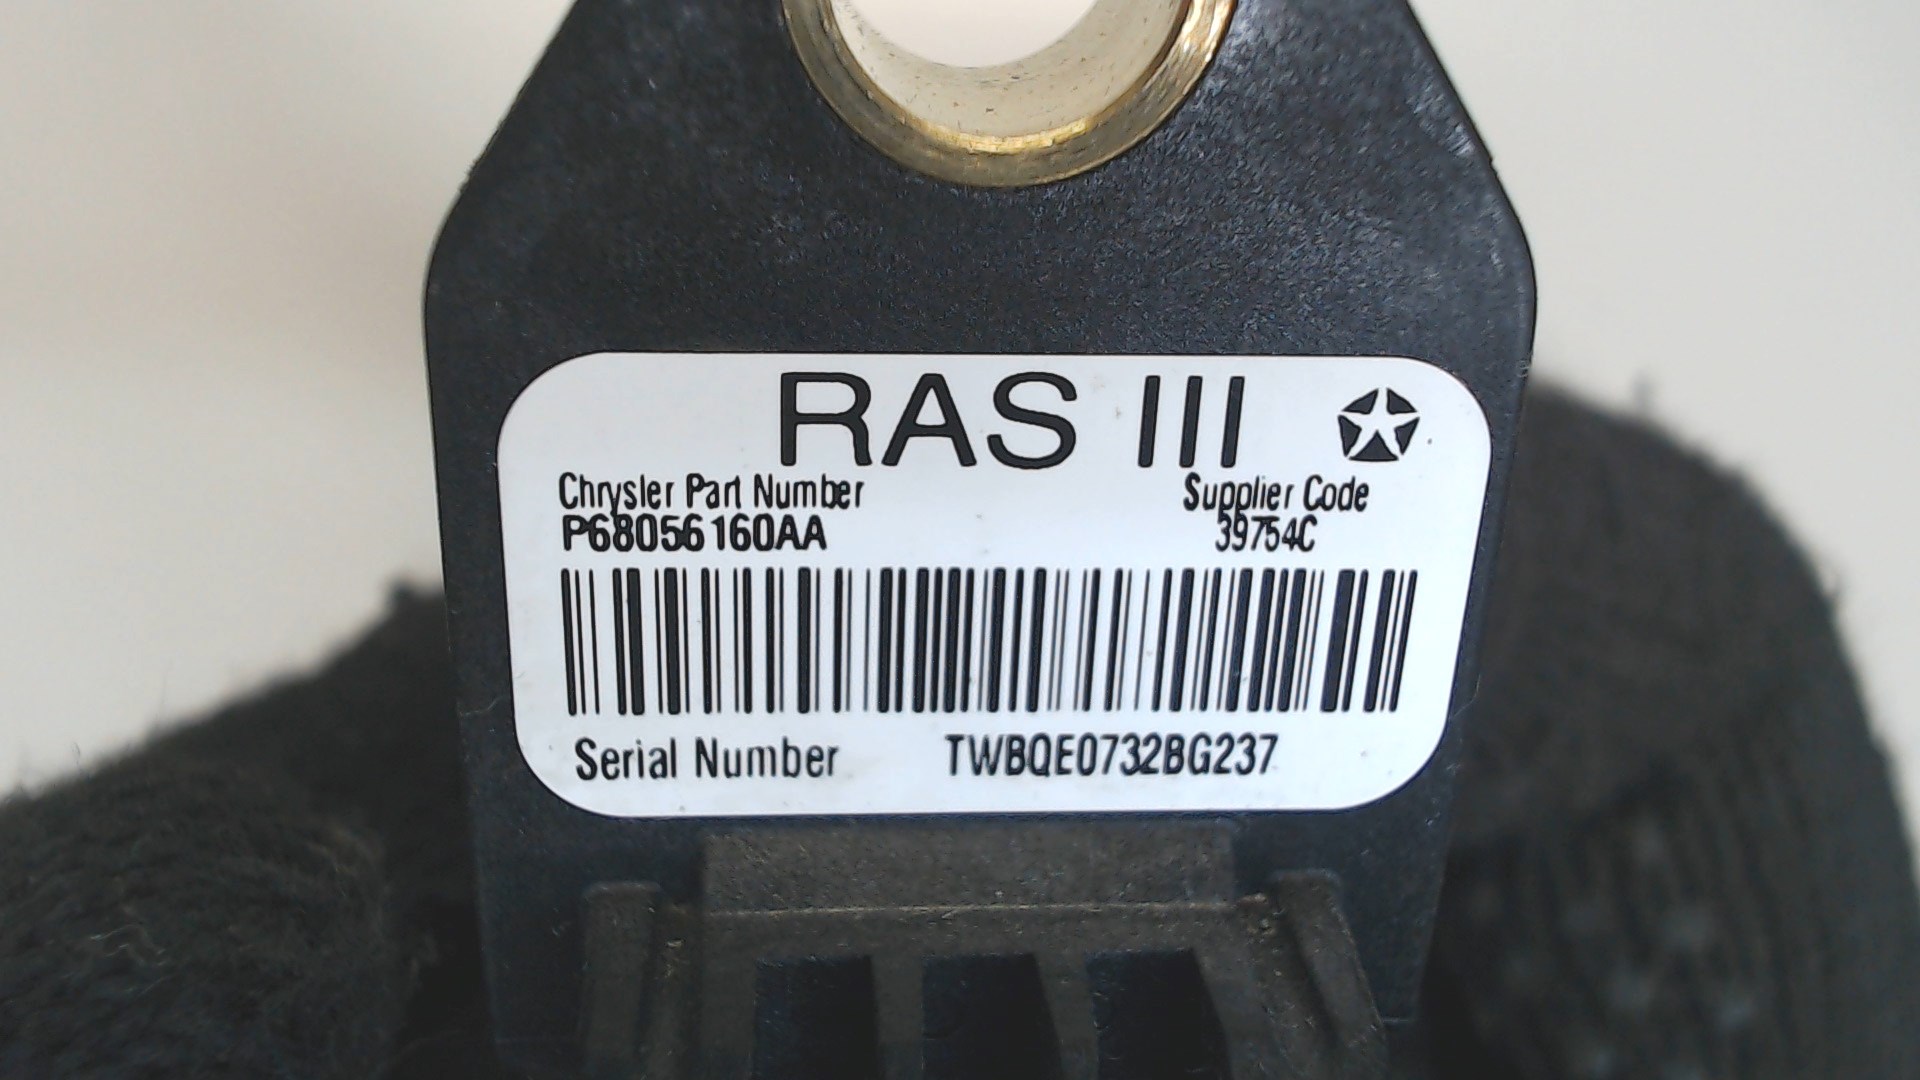 RAS III
Chrysler Part Number Supplier Code
P68056160AA 39754C
Serial Number TWBQE0732BG237